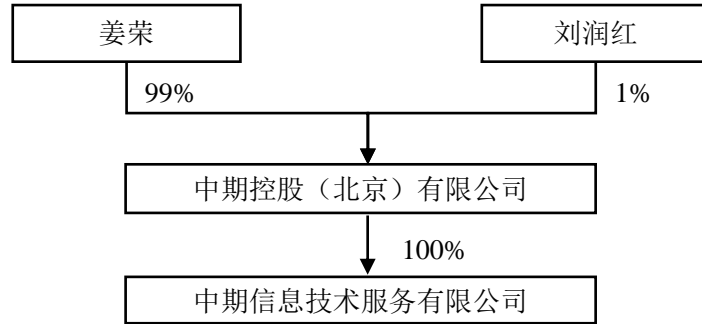 姜荣
刘润红
99%
1%
中期控股（北京）有限公司
100%
中期信息技术服务有限公司